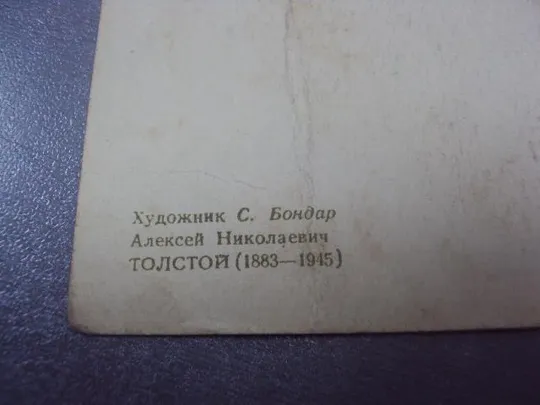 Художник С. Бондар
Алексей Николаевич
ТОЛСТОЙ (1883—1945)